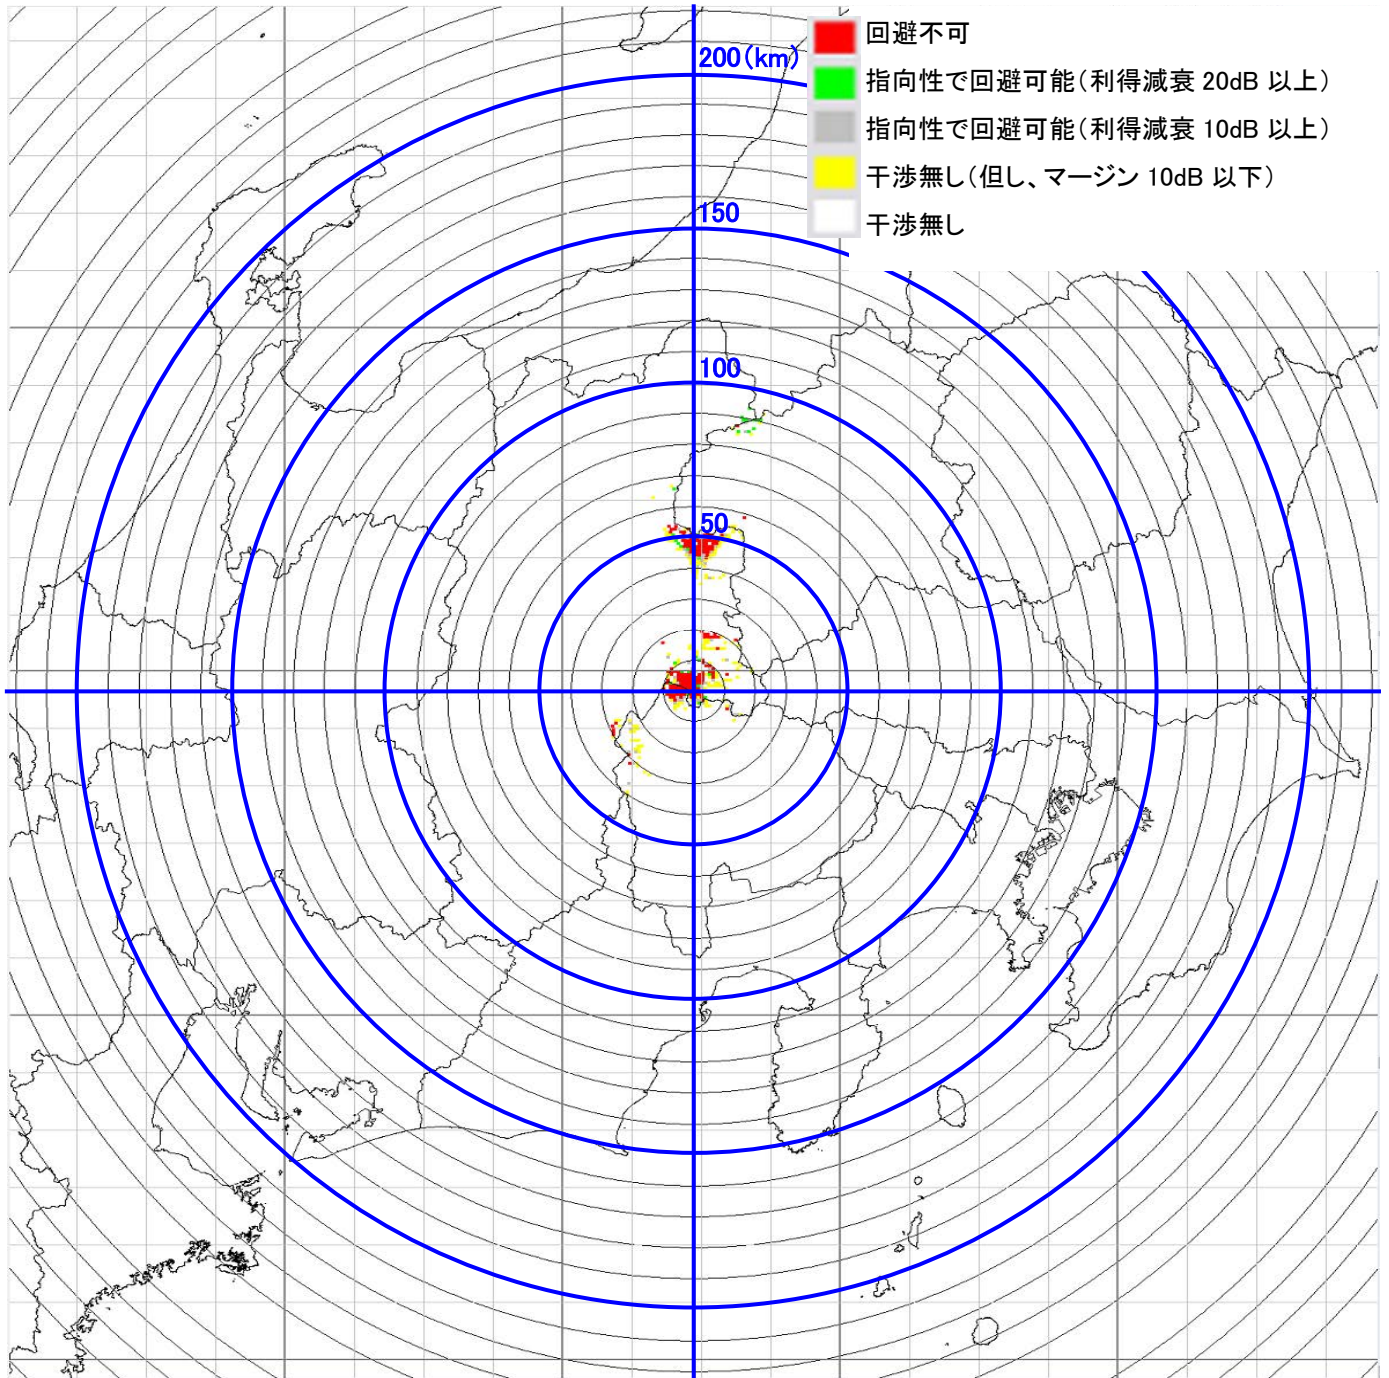 回避不可
200(km)
指向性で回避可能(利得減衰 20dB 以上)
指向性で回避可能(利得減衰 10dB 以上)
干渉無し(但し、マージン 10dB 以下)
150
干渉無し
100
50